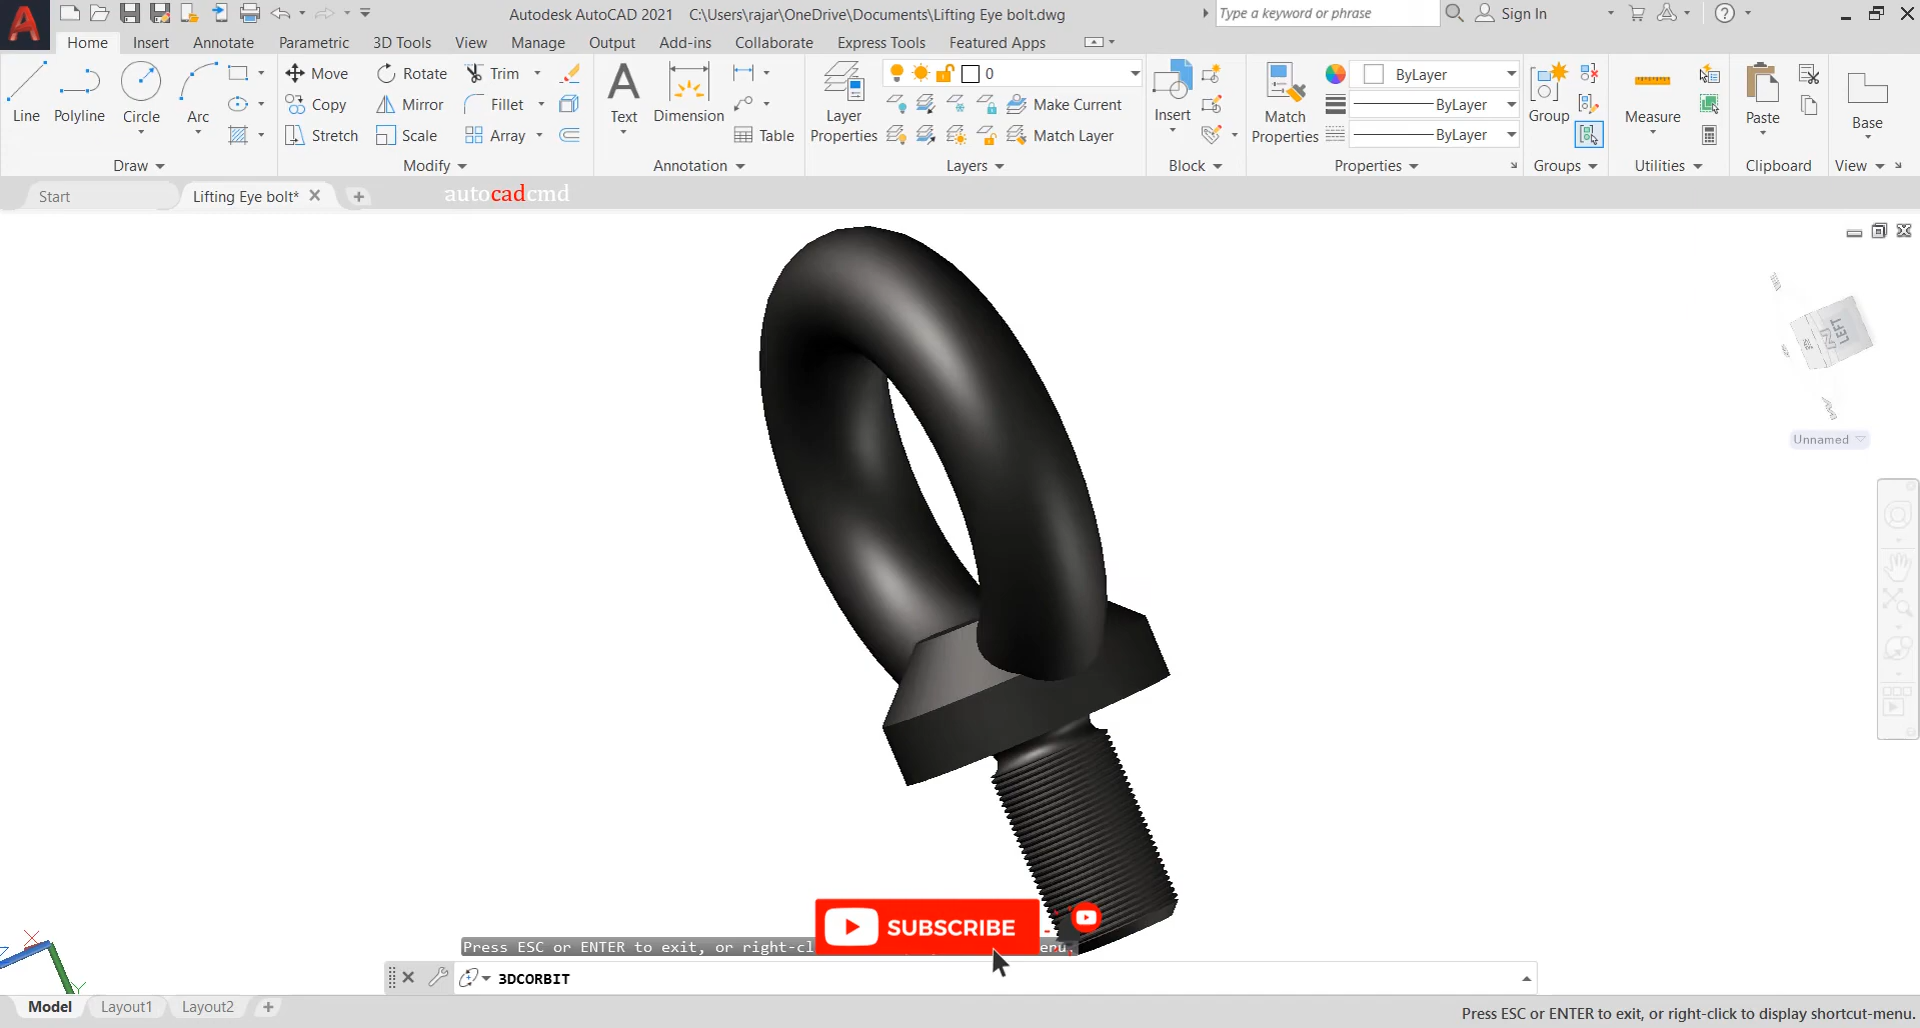 Autodesk AutoCAD 2021 C:\Users\rajar\OneDrive\Documents\Lifting Eye bolt.dwg
Type a keyword or phrase
Sign In
Home Insert Annotate Parametric 3D Tools View Manage Output Add-ins Collaborate Express Tools Featured Apps
Line
Polyline
Circle
Arc
Draw
Move
Rotate
Trim
Copy
Mirror
Fillet
Stretch
Scale
Array
Modify
Text
Dimension
Table
Annotation
Layer
Properties
0
Make Current
Match Layer
Layers
Insert
Block
Match
Properties
ByLayer
ByLayer
ByLayer
Properties
Group
Groups
Measure
Utilities
Paste
Clipboard
Base
View
Start
Lifting Eye bolt*
autocadcmd
LEFT
Unnamed
SUBSCRIBE
Press ESC or ENTER to exit, or right-cl
enu.
3DCORBIT
X
Y
Model
Layout1
Layout2
Press ESC or ENTER to exit, or right-click to display shortcut-menu.